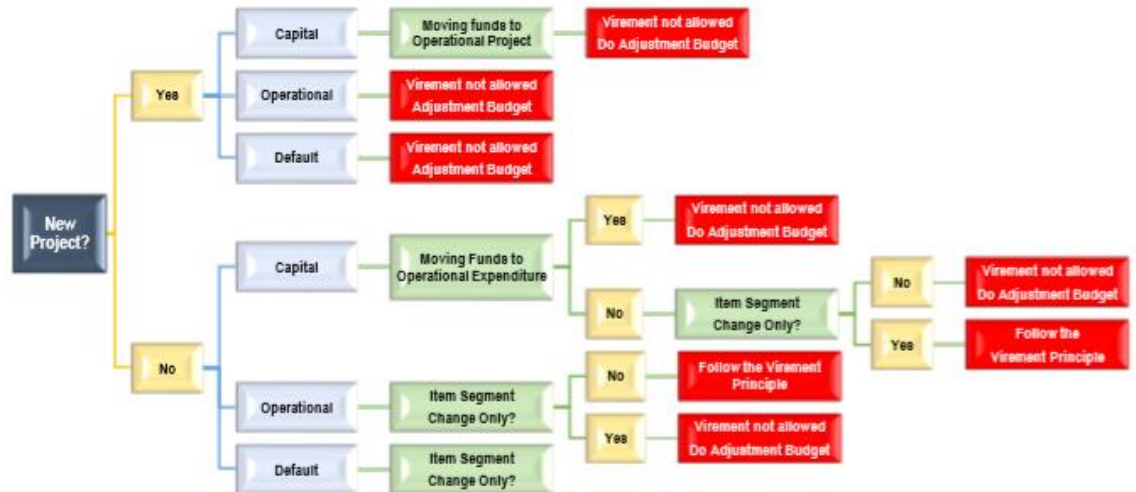 Capital
Moving funds to
Operational Project
Virement not allowed
Do Adjustment Budget
Yes
Operational
Virement not allowed
Adjustment Budget
Default
Virement not allowed
Adjustment Budget
New
Project?
No
Capital
Moving Funds to
Operational Expenditure
Yes
Virement not allowed
Do Adjustment Budget
No
Item Segment
Change Only?
No
Virement not allowed
Do Adjustment Budget
Yes
Follow the
Virement Principle
Operational
Item Segment
Change Only?
No
Follow the Virement
Principle
Yes
Virement not allowed
Do Adjustment Budget
Default
Item Segment
Change Only?